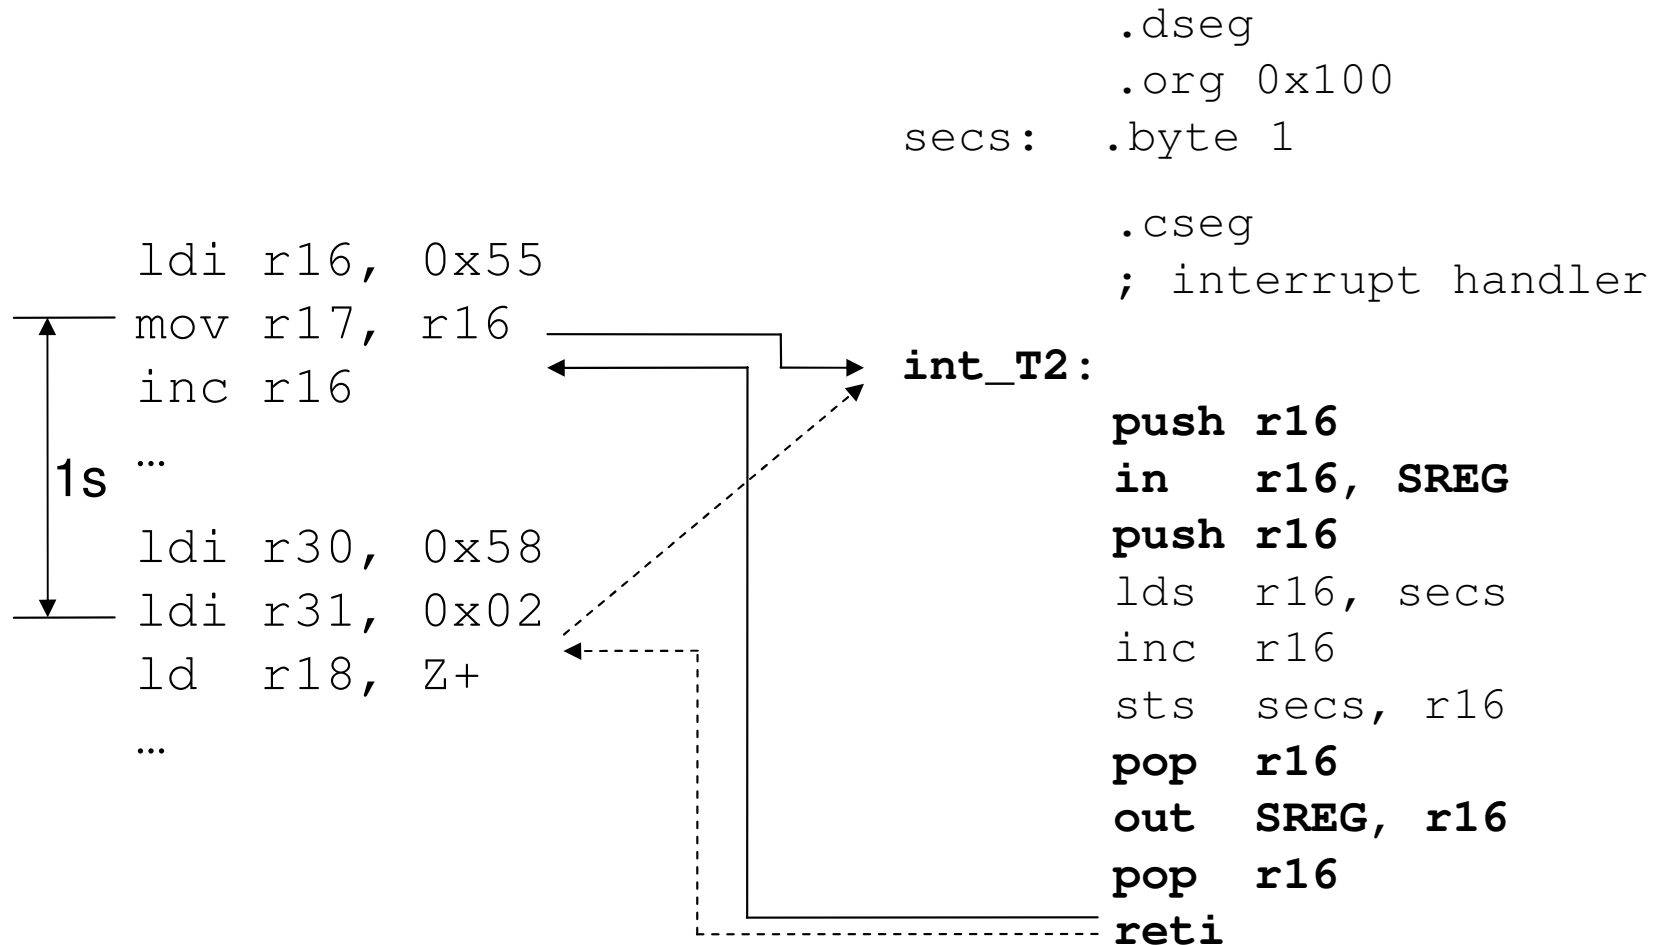 ldi r16, 0x55
mov r17, r16
inc r16
…
1s
ldi r30, 0x58
ldi r31, 0x02
ld r18, Z+
…
.dseg
.org 0x100
secs: .byte 1
.cseg
; interrupt handler
int_T2:
push r16
in r16, SREG
push r16
lds r16, secs
inc r16
sts secs, r16
pop r16
out SREG, r16
pop r16
reti